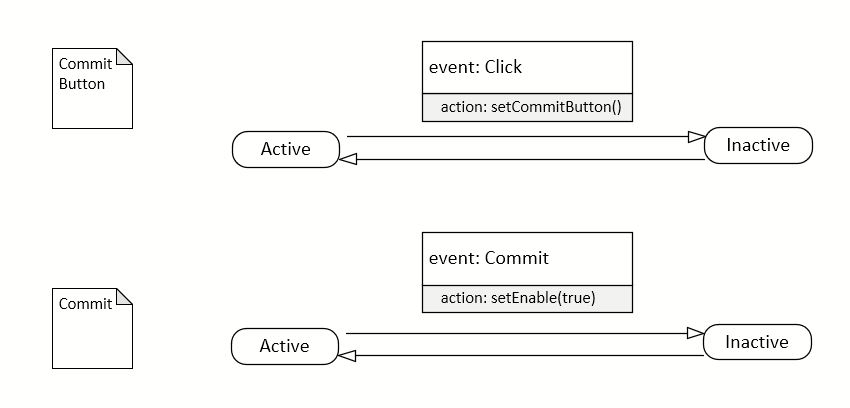 Commit
Button
event: Click
action: setCommitButton()
Active
Inactive
event: Commit
action: setEnable(true)
Commit
Active
Inactive